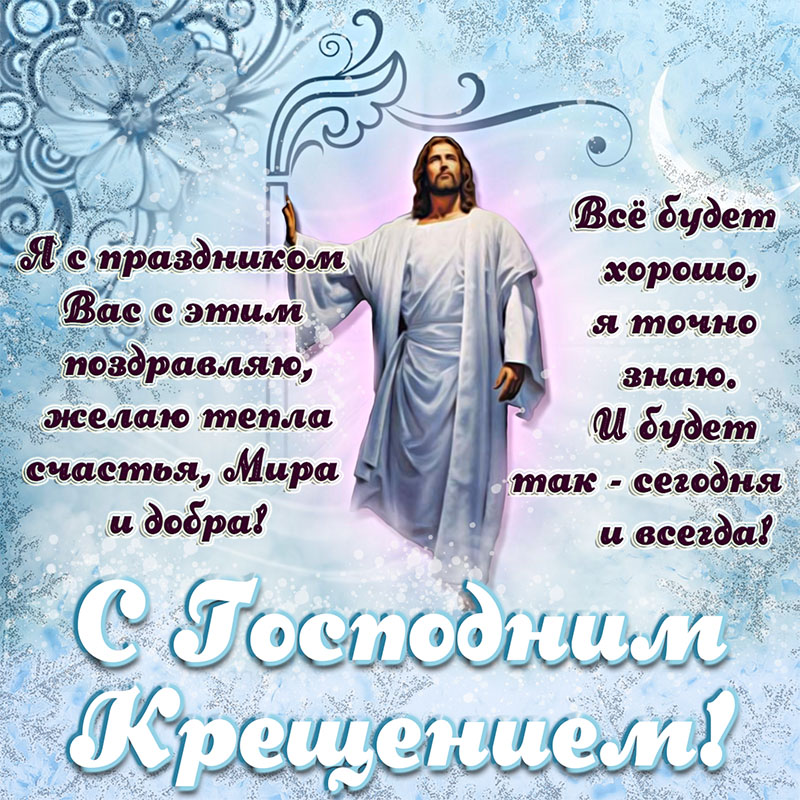 Я с праздником
Вас с этим
поздравляю,
желаю тепла
счастья, Мира
и добра!
Всё будет
хорошо,
я точно
знаю.
И будет
так - сегодня
и всегда!
С Господним
Крещением!